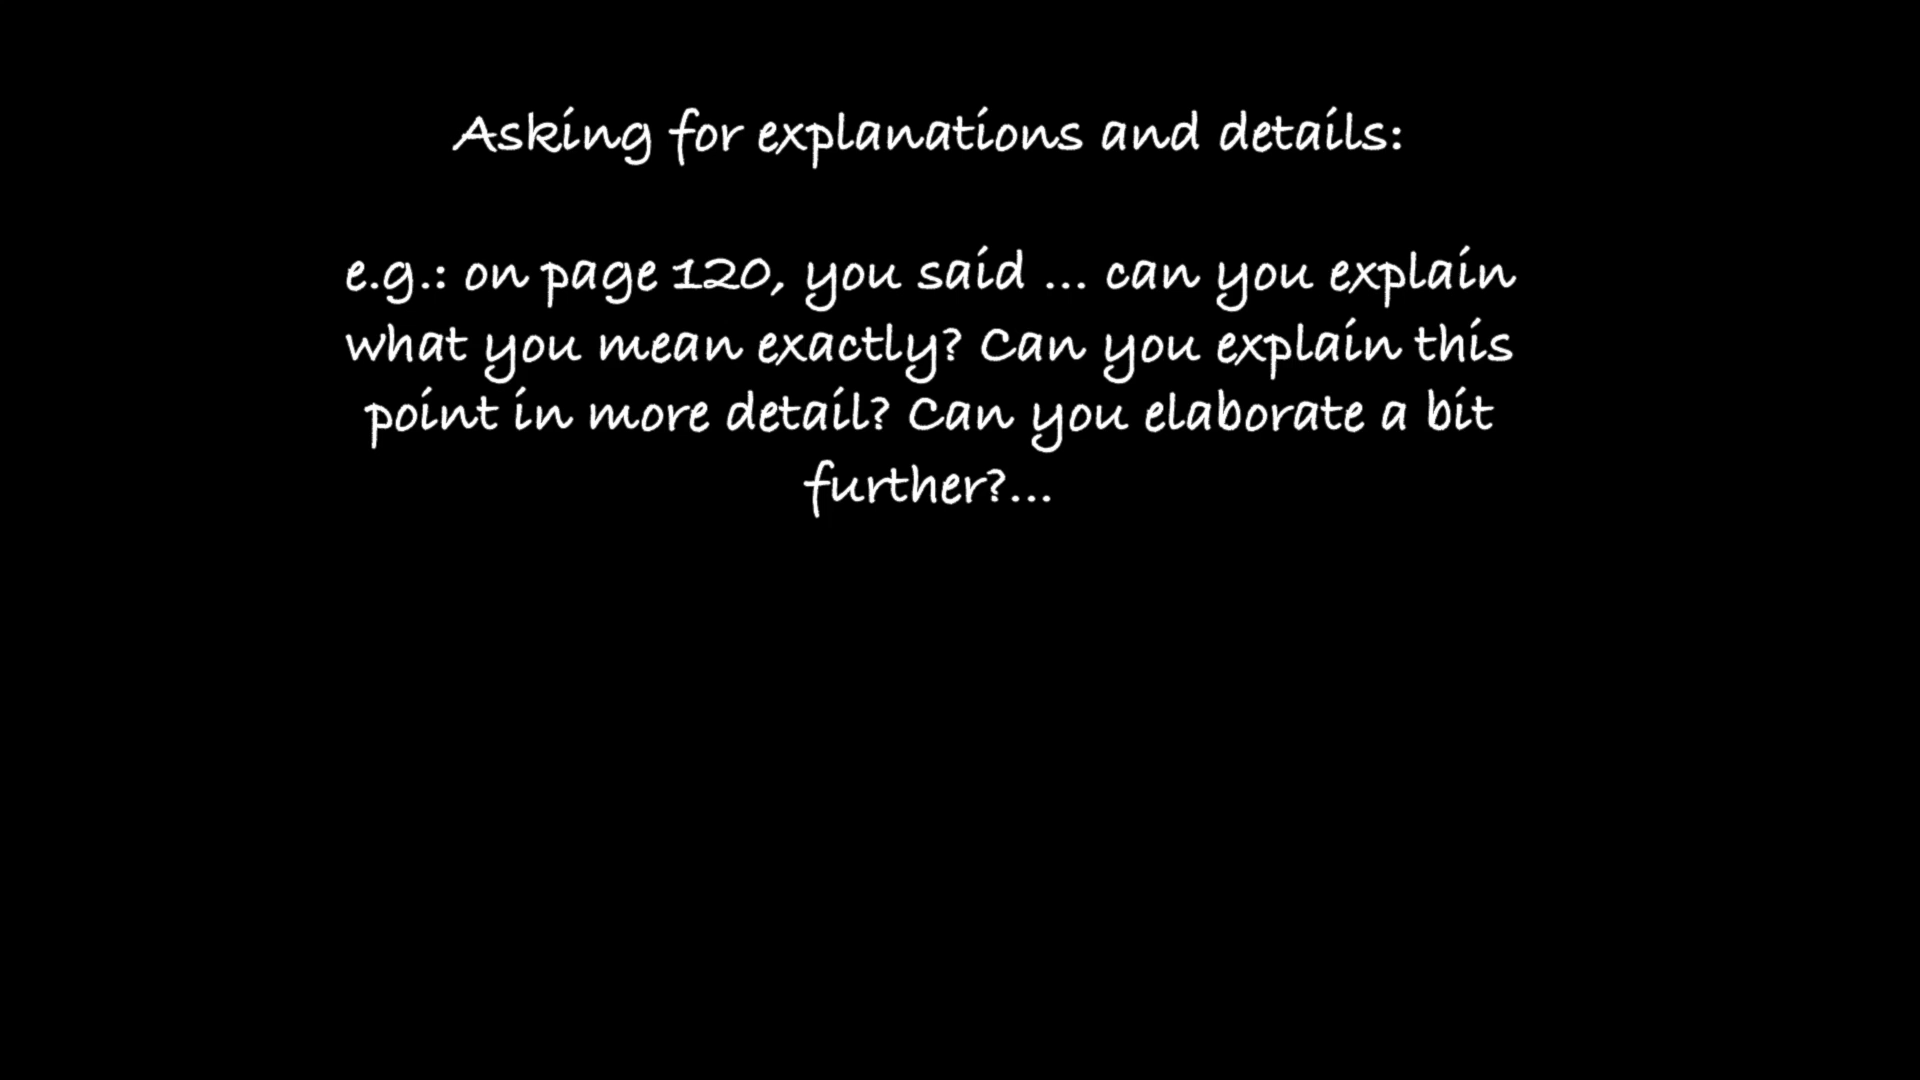 Asking for explanations and details:
e.g.: on page 120, you said ... can you explain
what you mean exactly? Can you explain this
point in more detail? Can you elaborate a bit
further?...